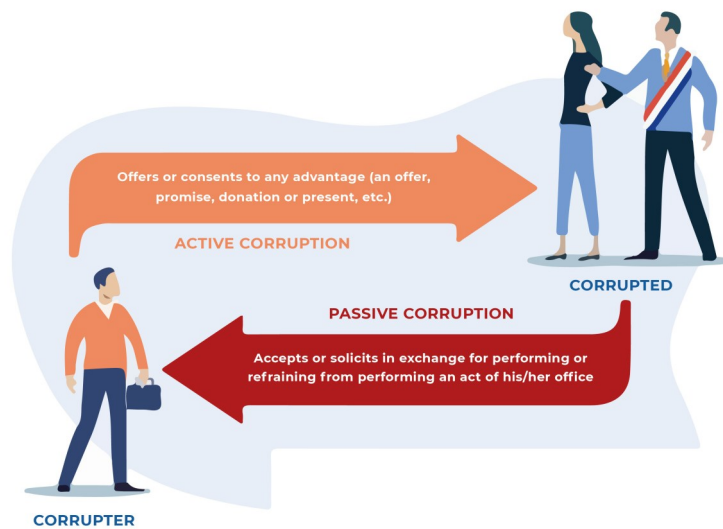 Offers or consents to any advantage (an offer,
promise, donation or present, etc.)
ACTIVE CORRUPTION
CORRUPTED
PASSIVE CORRUPTION
Accepts or solicits in exchange for performing or
refraining from performing an act of his/her office
CORRUPTER